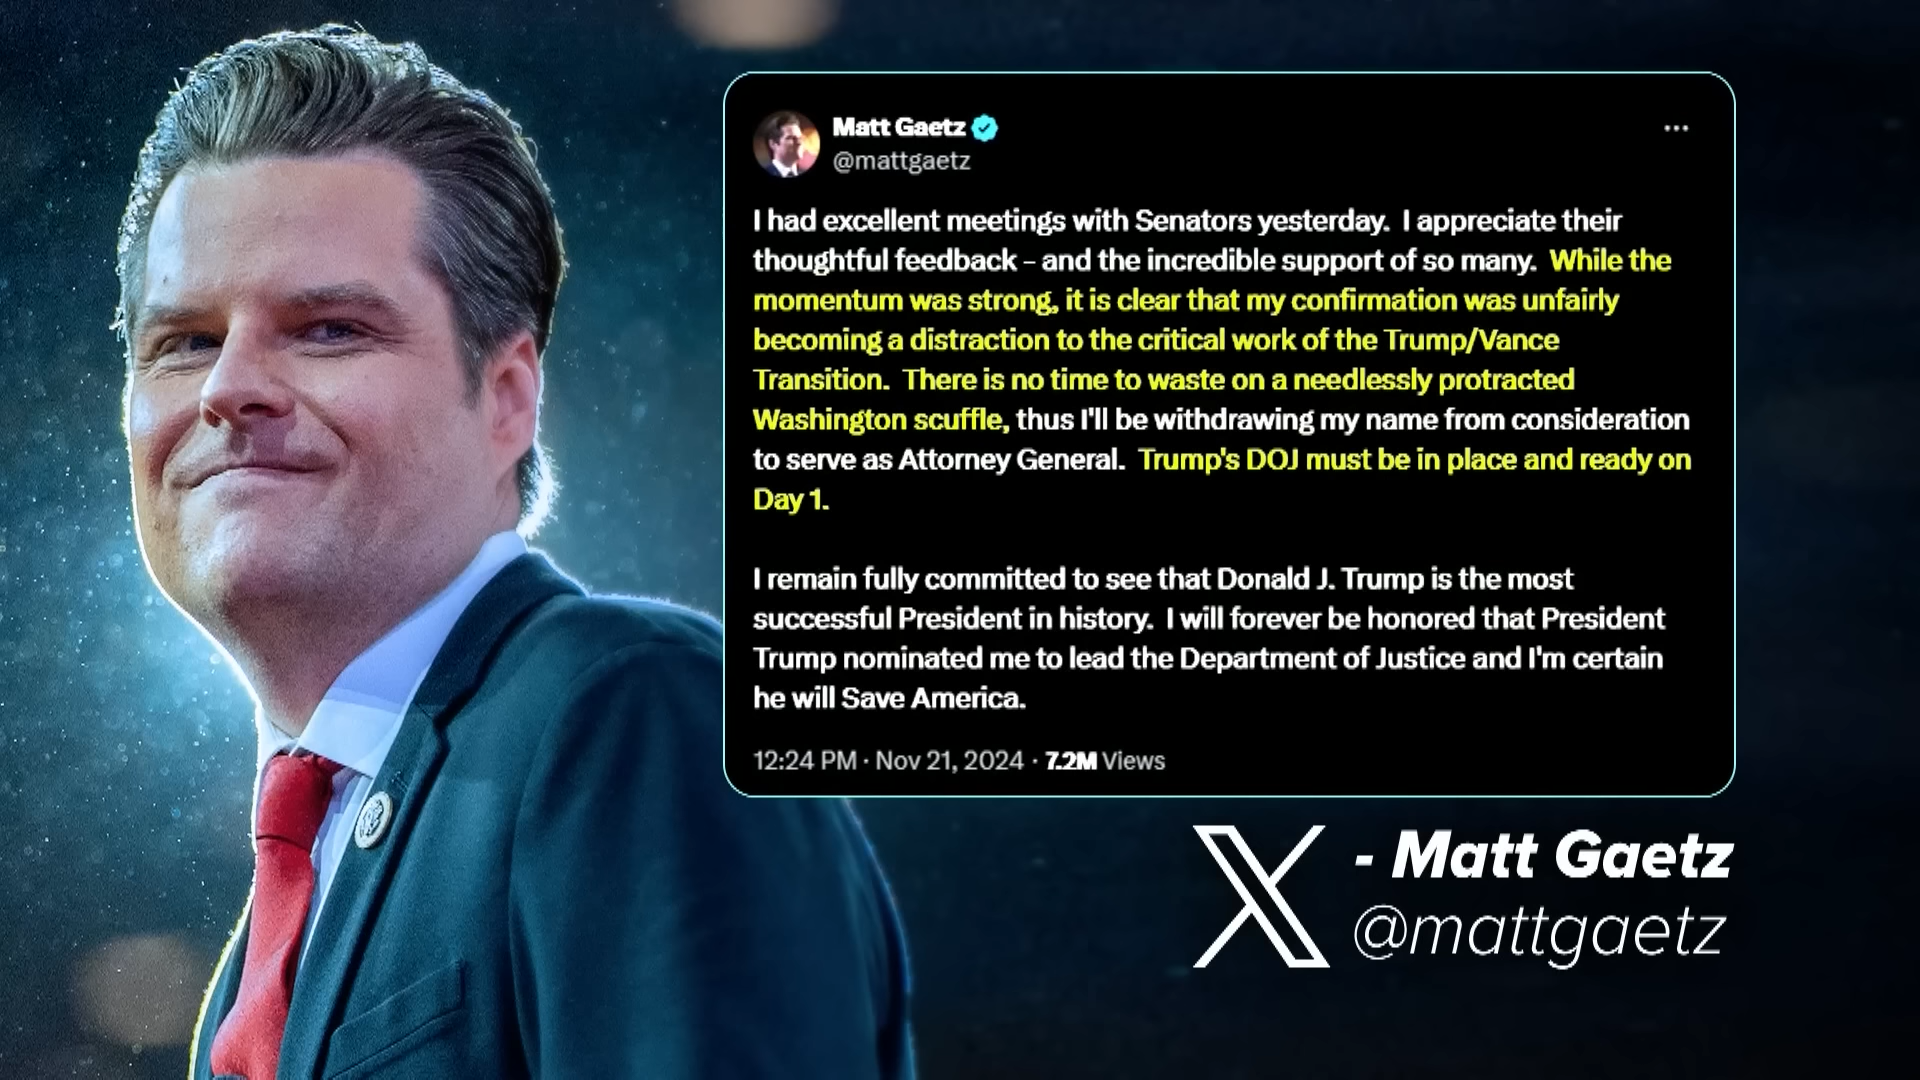 Matt Gaetz
@mattgaetz
I had excellent meetings with Senators yesterday.  I appreciate their
thoughtful feedback – and the incredible support of so many.  While the
momentum was strong, it is clear that my confirmation was unfairly
becoming a distraction to the critical work of the Trump/Vance
Transition.  There is no time to waste on a needlessly protracted
Washington scuffle, thus I'll be withdrawing my name from consideration
to serve as Attorney General.  Trump's DOJ must be in place and ready on
Day 1.
I remain fully committed to see that Donald J. Trump is the most
successful President in history.  I will forever be honored that President
Trump nominated me to lead the Department of Justice and I'm certain
he will Save America.
12:24 PM · Nov 21, 2024 · 7.2M Views
X - Matt Gaetz
@mattgaetz